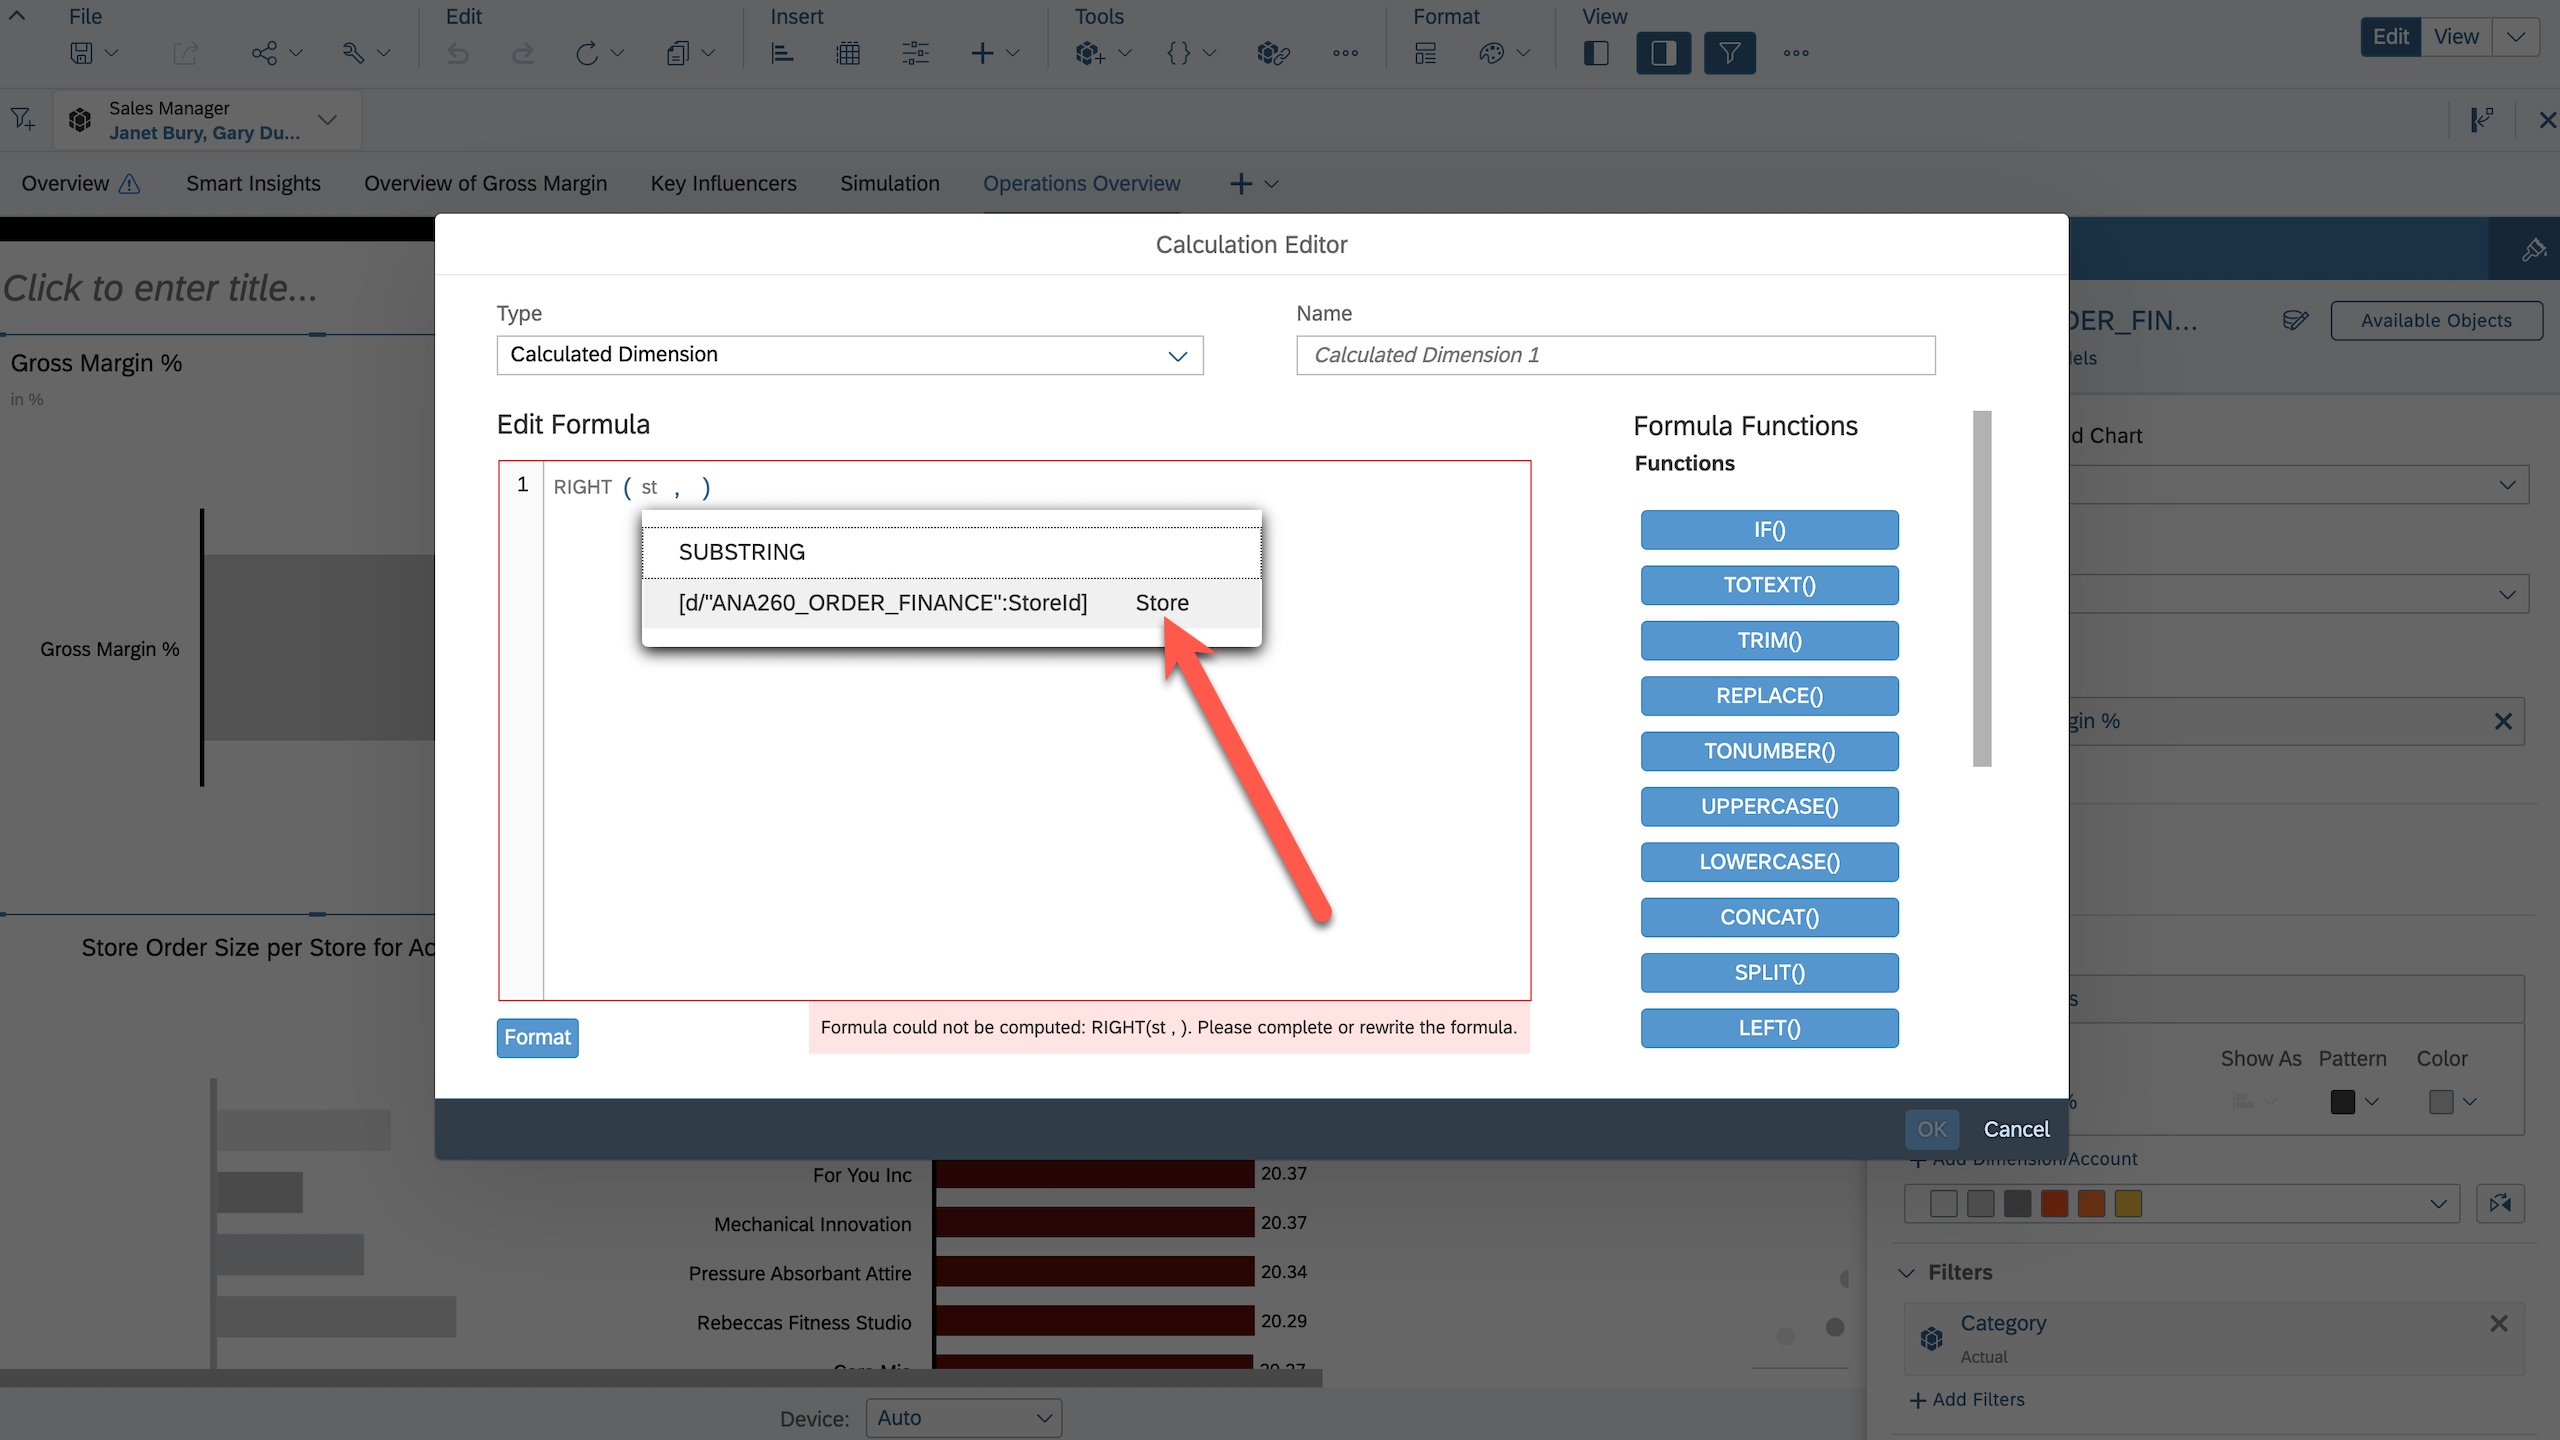 File
Edit
Insert
Tools
Format
View
Edit
View
Sales Manager
Janet Bury, Gary Du...
Overview
Smart Insights
Overview of Gross Margin
Key Influencers
Simulation
Operations Overview
Calculation Editor
Click to enter title...
Type
Name
Calculated Dimension
Calculated Dimension 1
DER_FIN...
Available Objects
els
Gross Margin %
in %
Edit Formula
Formula Functions
Functions
d Chart
1
RIGHT ( st , )
SUBSTRING
[d/"ANA260_ORDER_FINANCE":StoreId] Store
IF()
TOTEXT()
TRIM()
REPLACE()
TONUMBER()
UPPERCASE()
LOWERCASE()
CONCAT()
SPLIT()
LEFT()
Gross Margin %
gin %
Store Order Size per Store for Ac
Format
Formula could not be computed: RIGHT(st , ). Please complete or rewrite the formula.
s
Show As Pattern Color
%
OK
Cancel
For You Inc 20.37
Mechanical Innovation 20.37
Pressure Absorbant Attire 20.34
Rebeccas Fitness Studio 20.29
+ Add Dimension/Account
Filters
Category
Actual
+ Add Filters
Device:
Auto